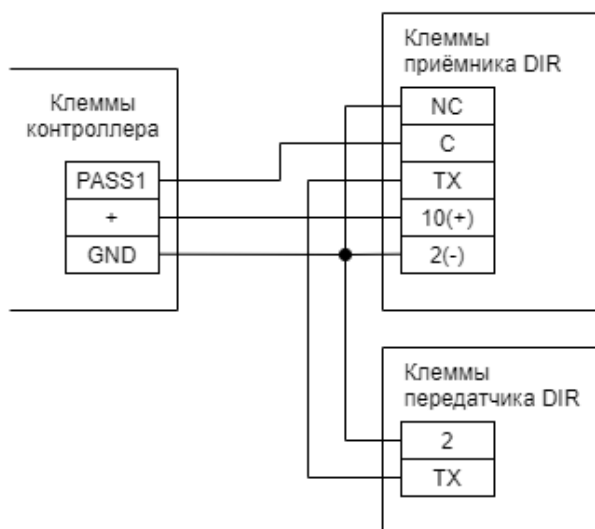 Клеммы
контроллера
PASS1
+
GND
Клеммы
приёмника DIR
NC
C
TX
10(+)
2(-)
Клеммы
передатчика DIR
2
TX